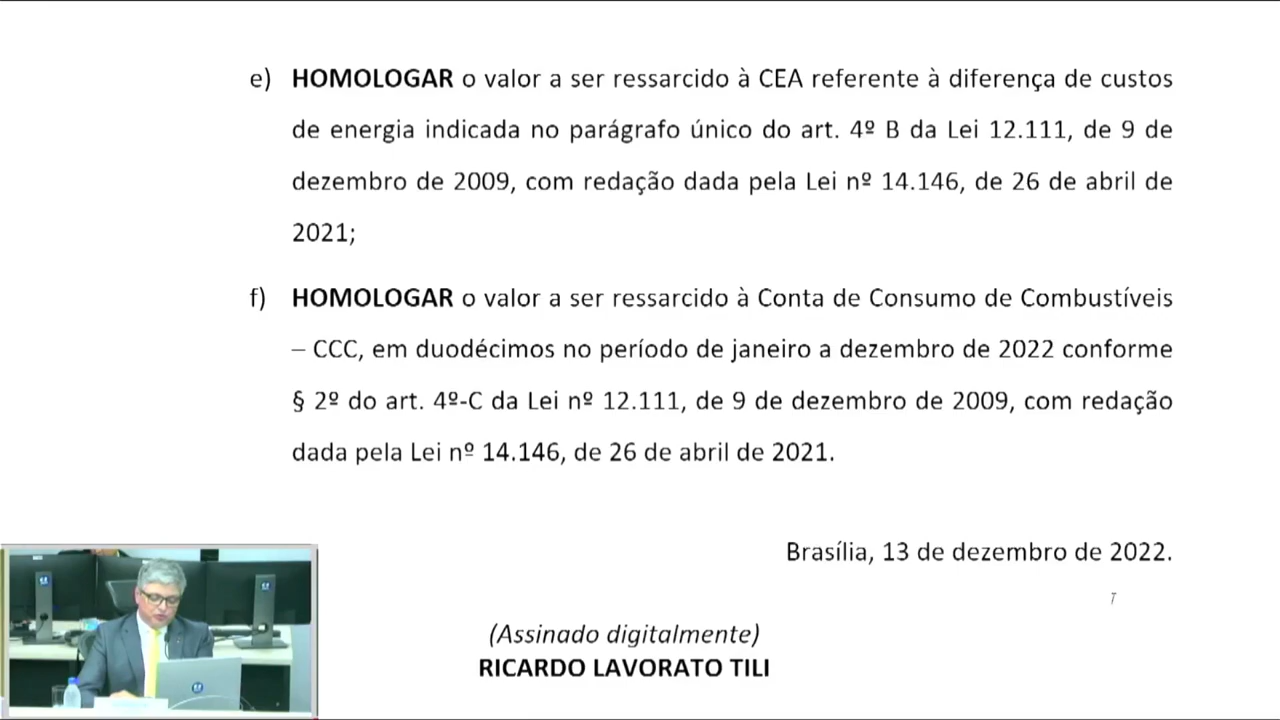 e) HOMOLOGAR o valor a ser ressarcido à CEA referente à diferença de custos
de energia indicada no parágrafo único do art. 4º B da Lei 12.111, de 9 de
dezembro de 2009, com redação dada pela Lei nº 14.146, de 26 de abril de
2021;
f) HOMOLOGAR o valor a ser ressarcido à Conta de Consumo de Combustíveis
– CCC, em duodécimos no período de janeiro a dezembro de 2022 conforme
§ 2º do art. 4º-C da Lei nº 12.111, de 9 de dezembro de 2009, com redação
dada pela Lei nº 14.146, de 26 de abril de 2021.
Brasília, 13 de dezembro de 2022.
(Assinado digitalmente)
RICARDO LAVORATO TILI